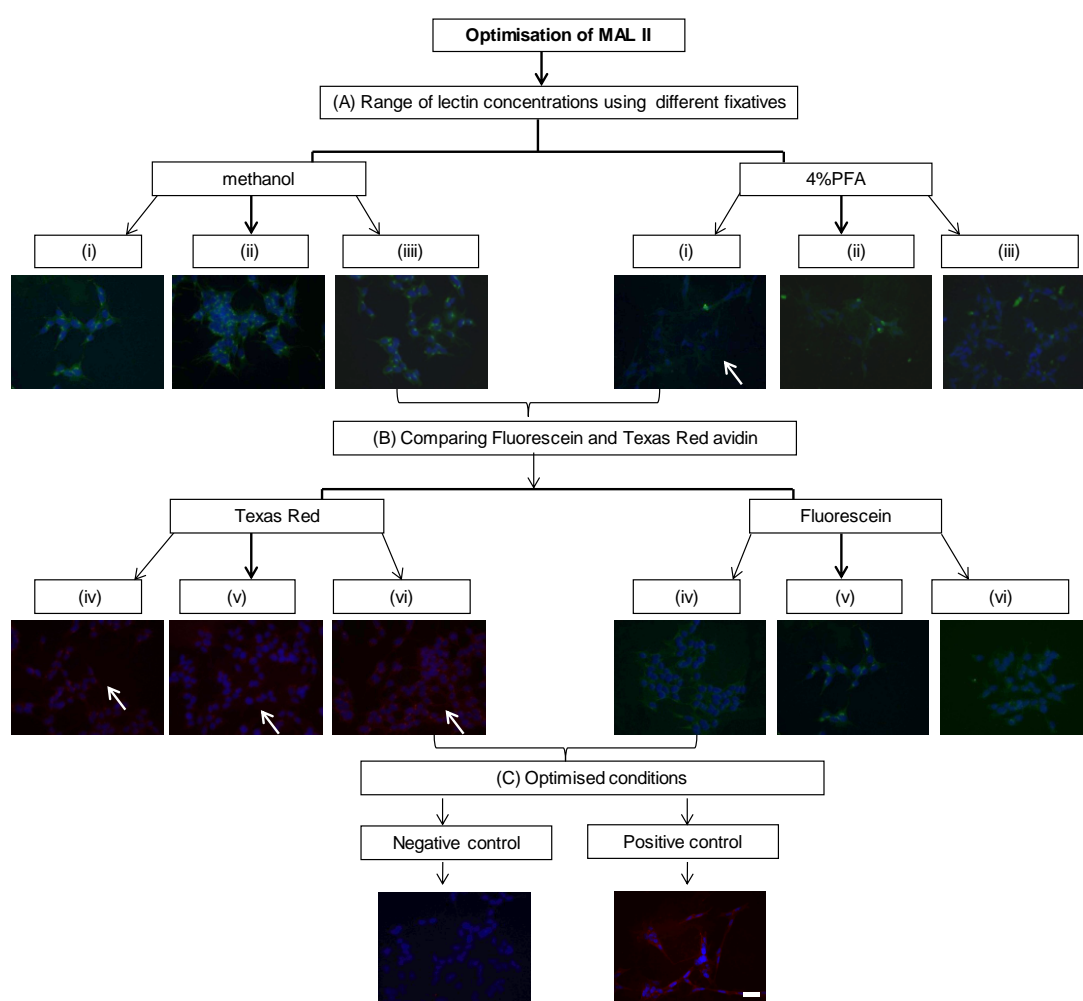 Optimisation of MAL II
(A) Range of lectin concentrations using different fixatives
methanol
4%PFA
(i)
(ii)
(iiii)
(i)
(ii)
(iii)
(B) Comparing Fluorescein and Texas Red avidin
Texas Red
Fluorescein
(iv)
(v)
(vi)
(iv)
(v)
(vi)
(C) Optimised conditions
Negative control
Positive control